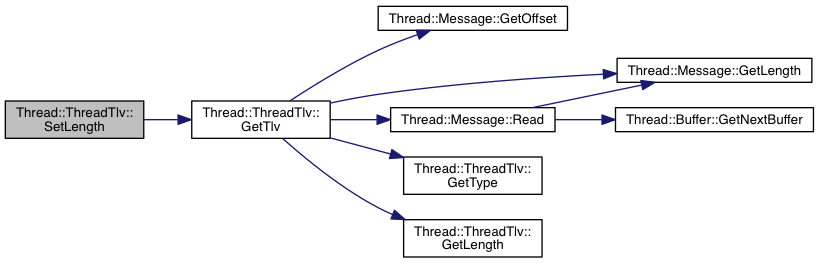 Thread::ThreadTlv::
SetLength
Thread::ThreadTlv::
GetTlv
Thread::Message::GetOffset
Thread::Message::GetLength
Thread::Message::Read
Thread::Buffer::GetNextBuffer
Thread::ThreadTlv::
GetType
Thread::ThreadTlv::
GetLength